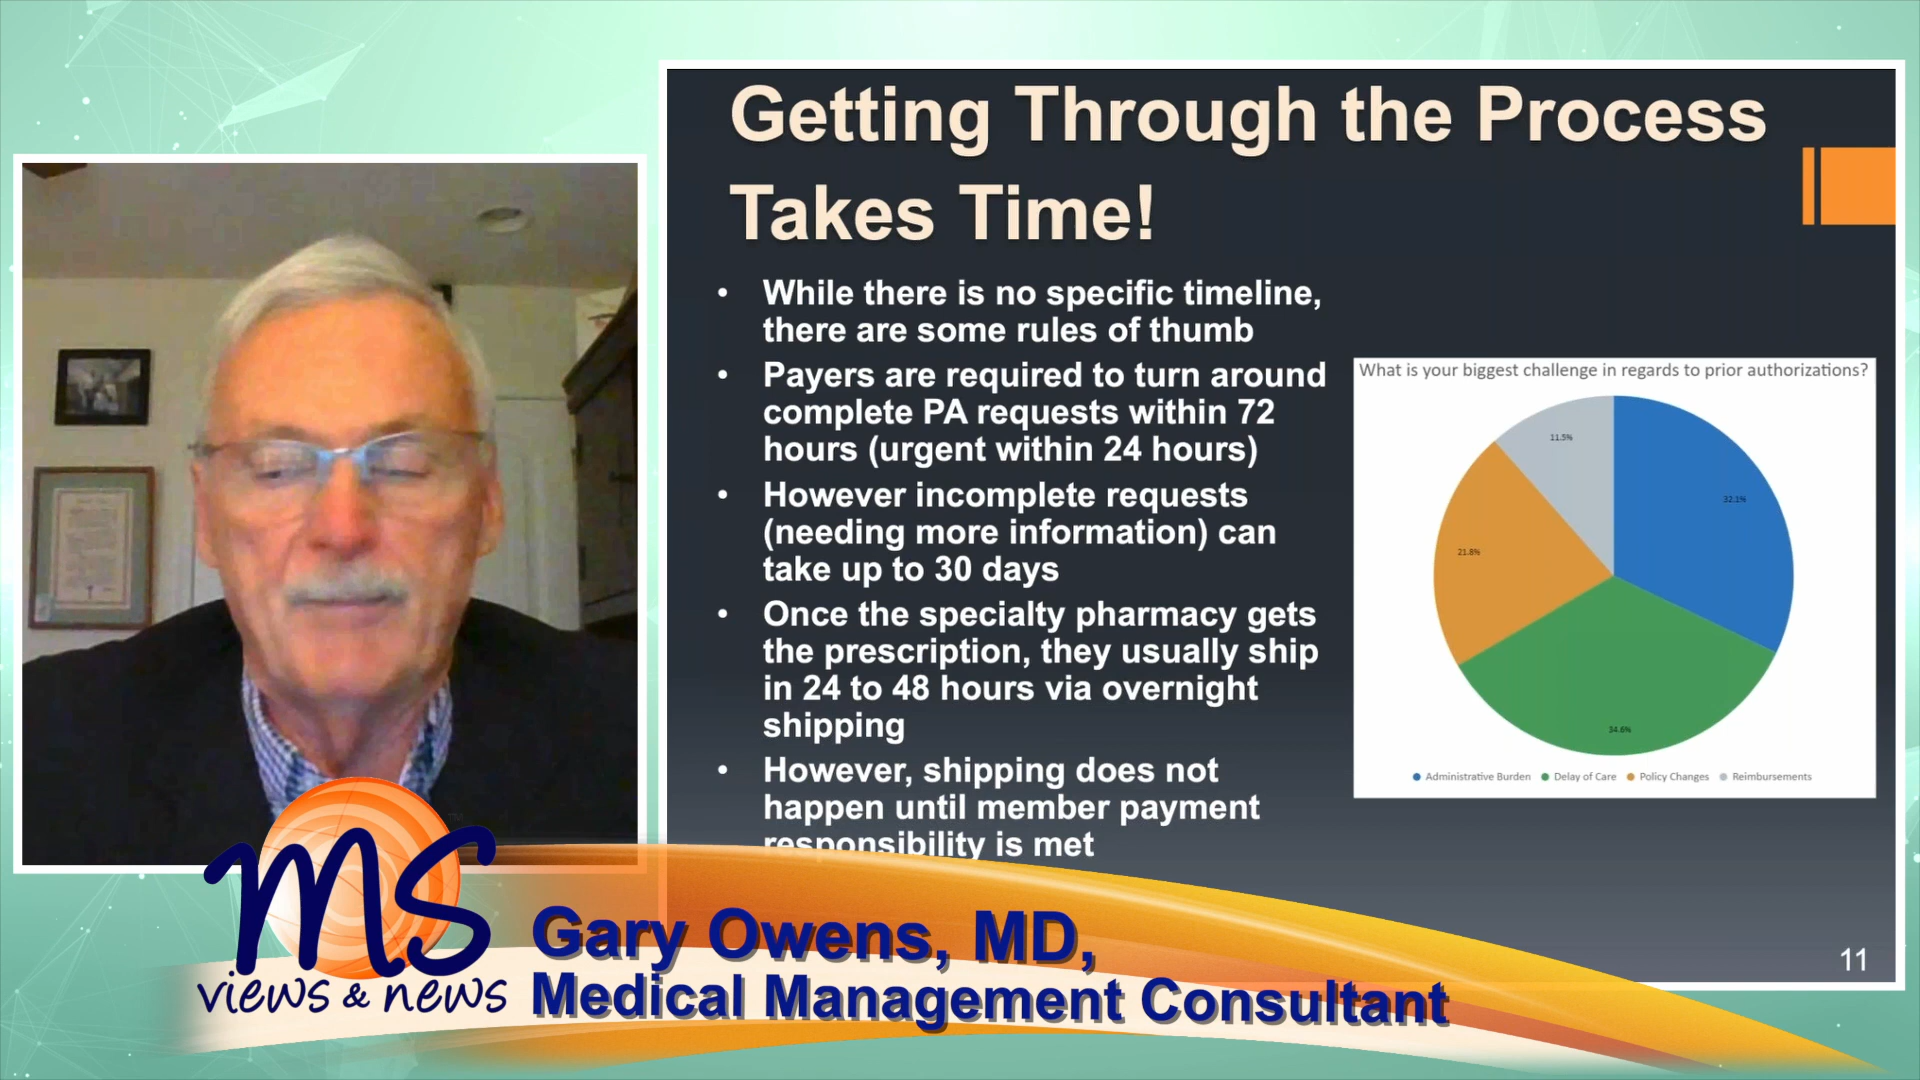 Getting Through the Process
Takes Time!
• While there is no specific timeline,
there are some rules of thumb
• Payers are required to turn around
complete PA requests within 72
hours (urgent within 24 hours)
• However incomplete requests
(needing more information) can
take up to 30 days
• Once the specialty pharmacy gets
the prescription, they usually ship
in 24 to 48 hours via overnight
shipping
• However, shipping does not
happen until member payment
responsibility is met
What is your biggest challenge in regards to prior authorizations?
11.5%
32.1%
21.8%
34.6%
Administrative Burden Delay of Care Policy Changes Reimbursements
11
MS
views & news
TM
Gary Owens, MD,
Medical Management Consultant